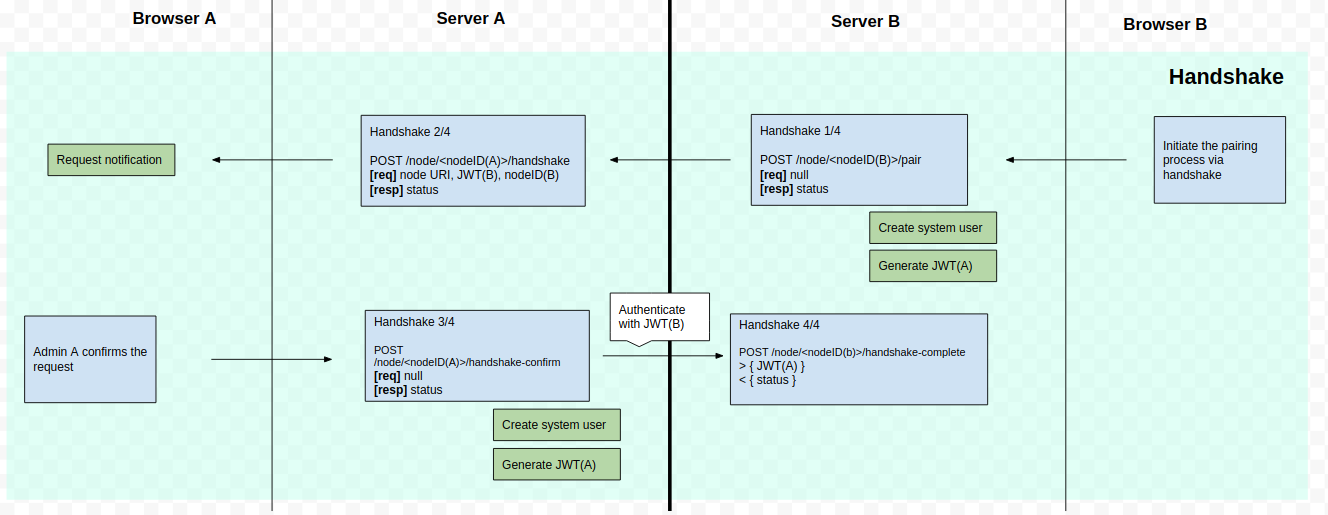 Browser A
Server A
Server B
Browser B
Handshake
Request notification
Handshake 2/4
POST /node/<nodeID(A)>/handshake
[req] node URI, JWT(B), nodeID(B)
[resp] status
Handshake 1/4
POST /node/<nodeID(B)>/pair
[req] null
[resp] status
Initiate the pairing
process via
handshake
Create system user
Generate JWT(A)
Admin A confirms the
request
Handshake 3/4
POST
/node/<nodeID(A)>/handshake-confirm
[req] null
[resp] status
Authenticate
with JWT(B)
Handshake 4/4
POST /node/<nodeID(b)>/handshake-complete
> { JWT(A) }
< { status }
Create system user
Generate JWT(A)